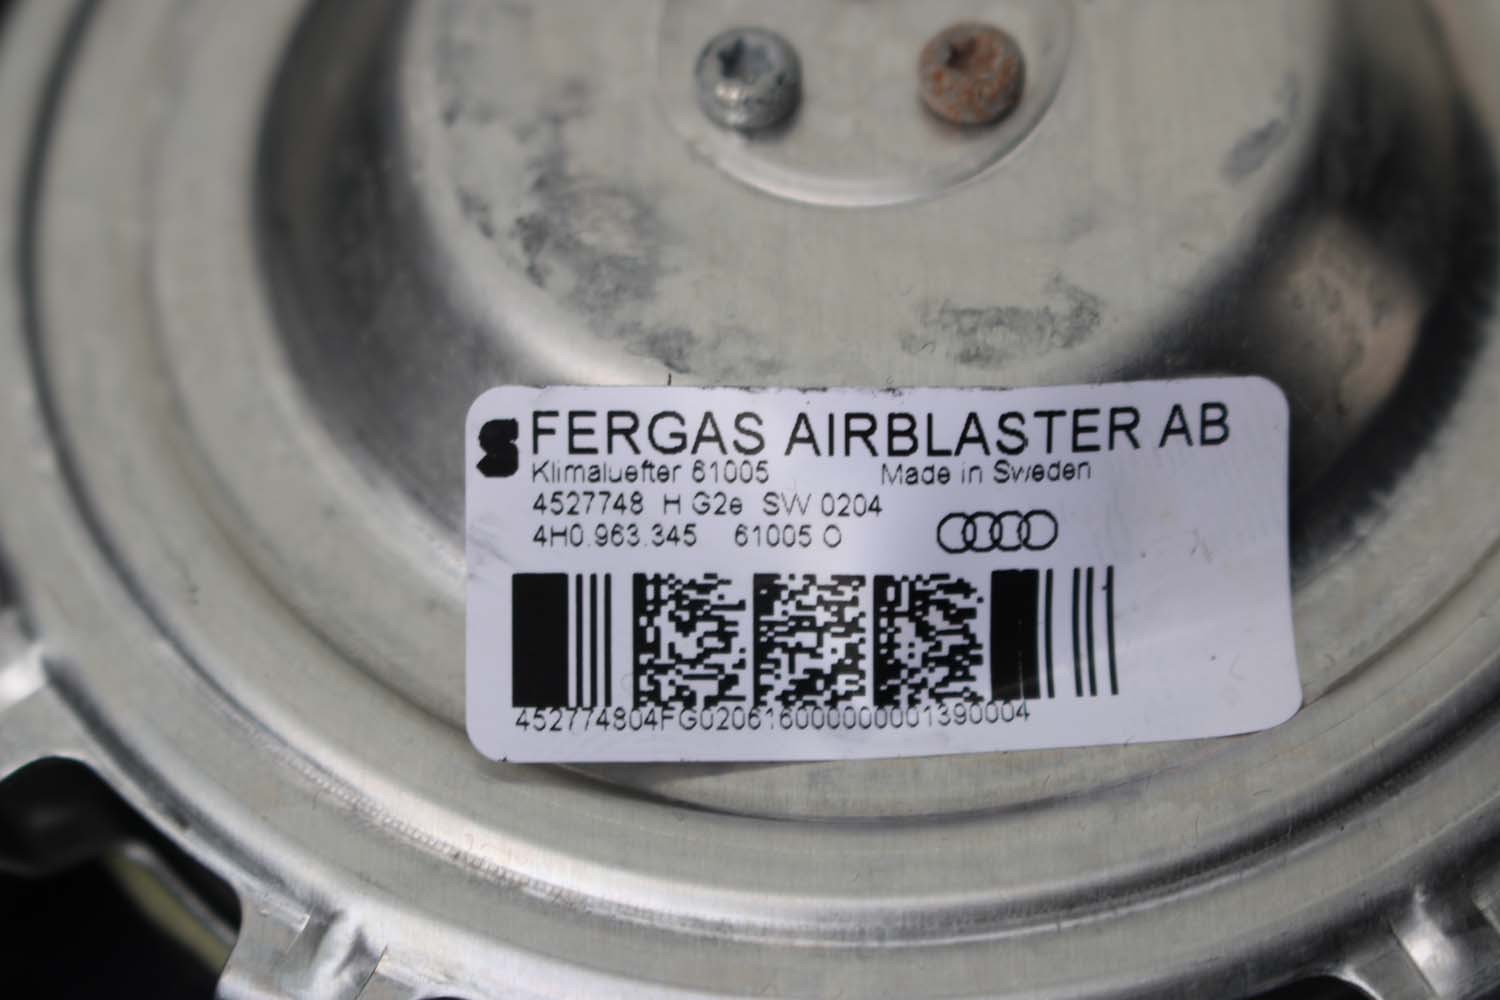 FERGAS AIRBLASTER AB
Klimaluefter 61005 Made in Sweden
4527748 H G2e SW 0204
4H0.963.345 61005 O
452774804FG0206160000000001390004